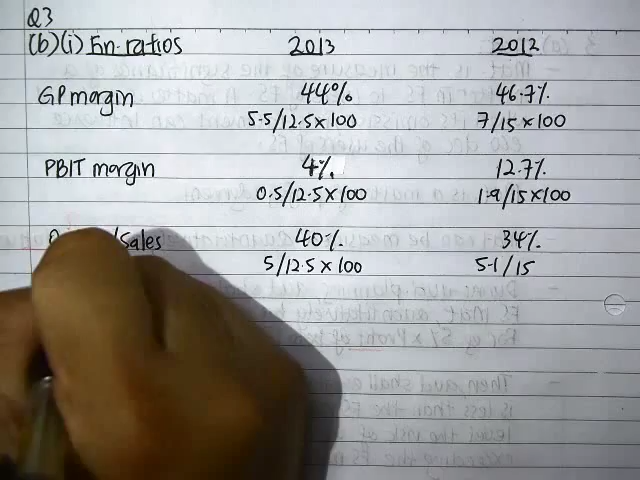 Q3
(b)(i) Fin-ratios 2013 2012
GP margin 44% 46.7%
5.5/12.5 x 100 7/15 x 100
PBIT margin 4% 12.7%
0.5/12.5 x 100 1.9/15 x 100
/Sales 40% 34%
5/12.5 x 100 5.1/15